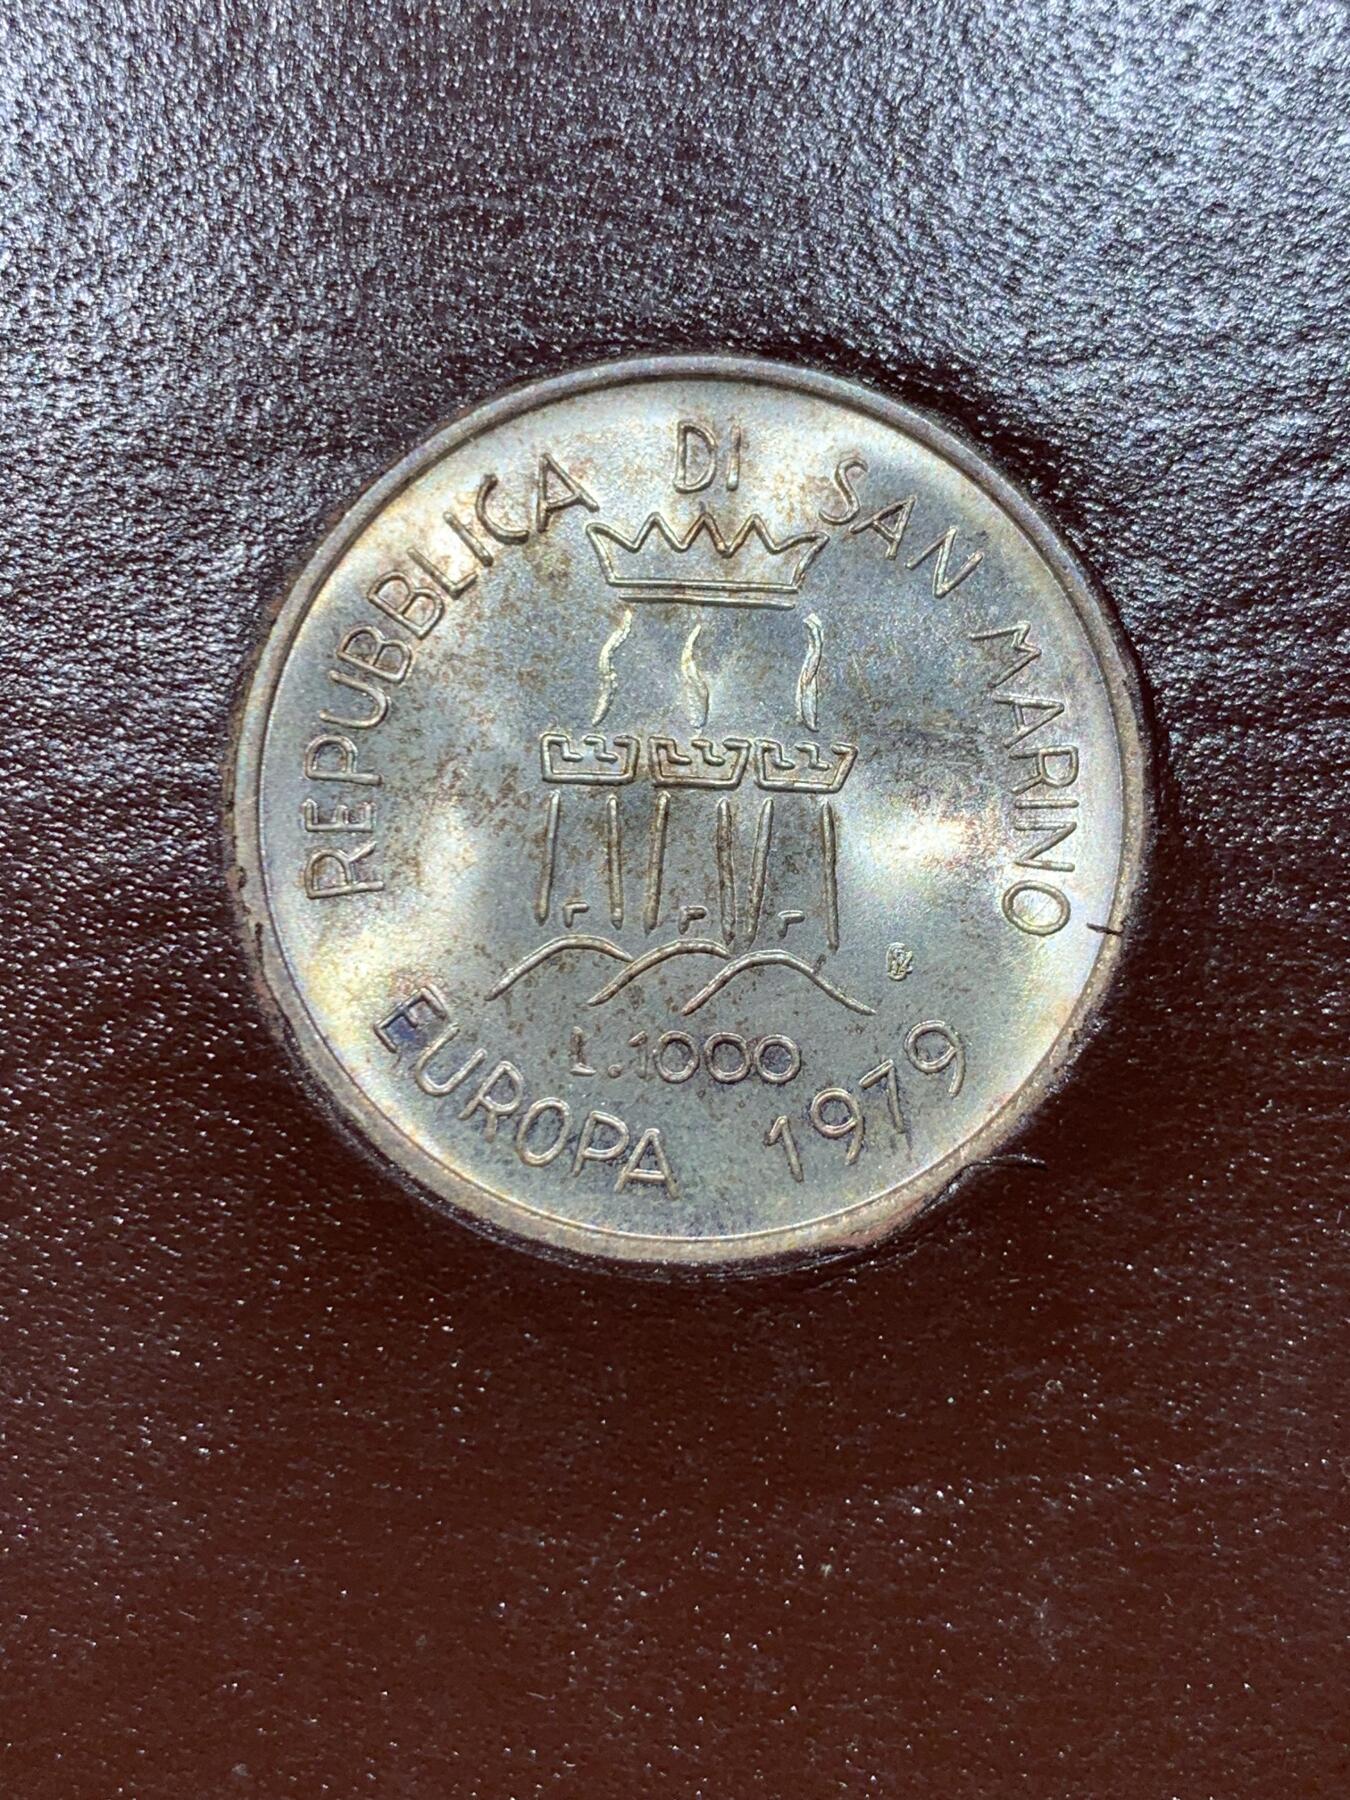 REPUBBLICA DI SAN MARINO
L.1000
EUROPA 1979